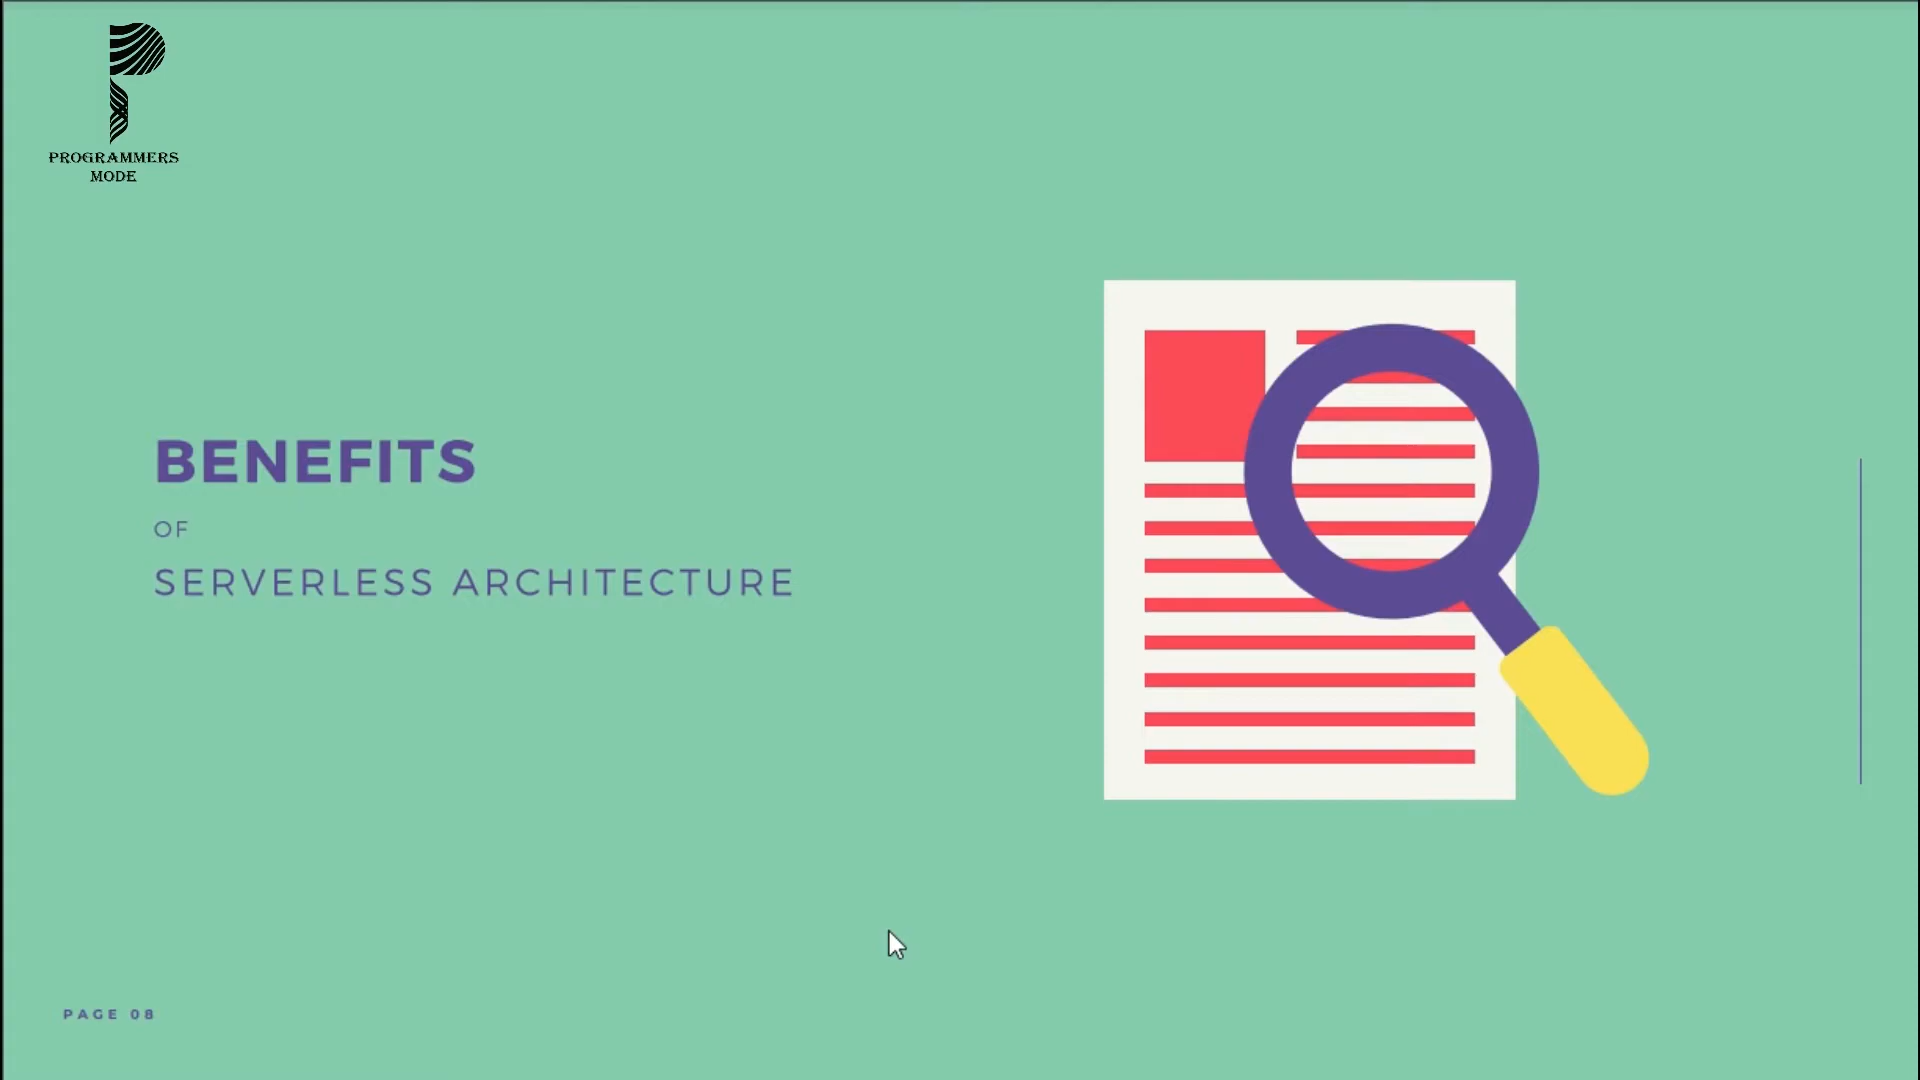 PROGRAMMERS
MODE
BENEFITS
OF
SERVERLESS ARCHITECTURE
PAGE 08